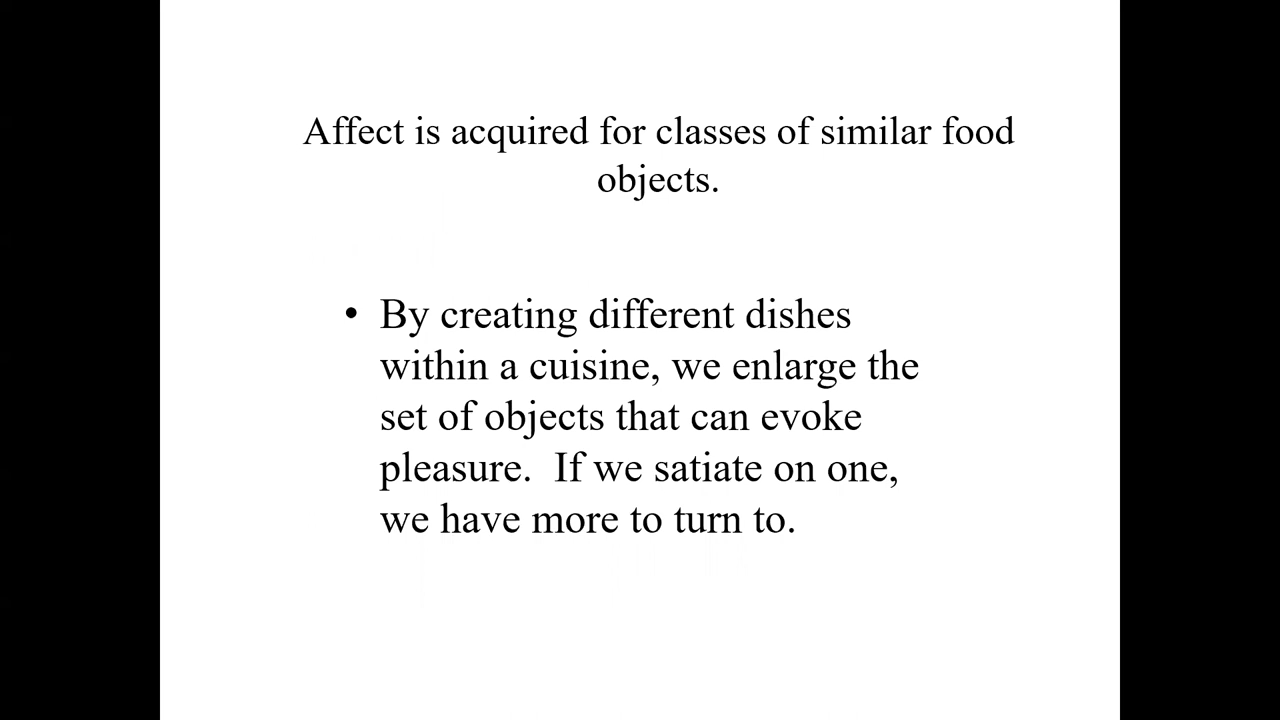 Affect is acquired for classes of similar food
objects.
• By creating different dishes
within a cuisine, we enlarge the
set of objects that can evoke
pleasure.  If we satiate on one,
we have more to turn to.